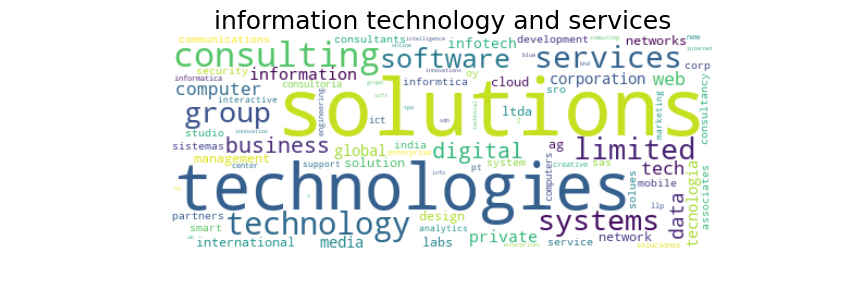 information technology and services
communications consultants intelligence development networks new
online infotech computing internet
consulting software services
blue bhd
informatica security information innovations corp
computer consultoria grupo informtica oy cloud corporation web
interactive soft solutions sro
group engineering spa ltda marketing consultancy
studio innovation ict sdn technical
sistemas business global india digital ag limited
management enterprise
center support solution pt system computers sas creative tech
technologies info solues mobile
llp data tecnologia associates
partners technology design systems
smart analytics
uk international media labs private service network
enterprises soluciones